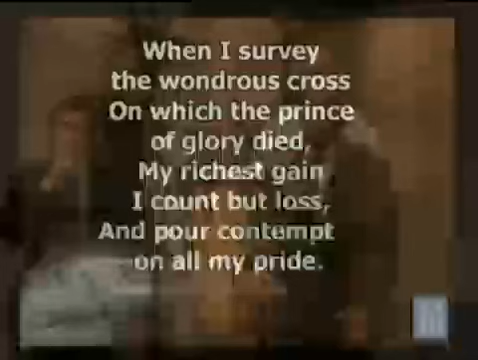 When I survey
the wondrous cross
On which the prince
of glory died,
My richest gain
I count but loss,
And pour contempt
on all my pride.